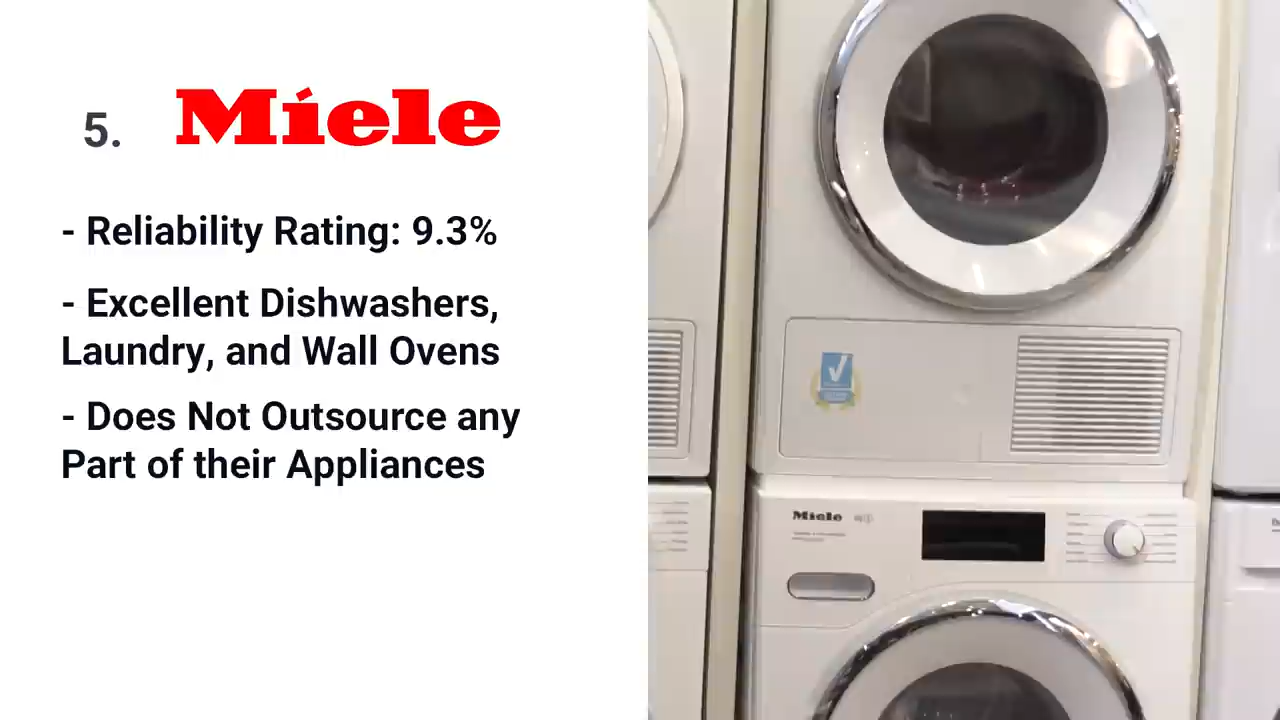 5. Miele
- Reliability Rating: 9.3%
- Excellent Dishwashers,
Laundry, and Wall Ovens
- Does Not Outsource any
Part of their Appliances
Miele